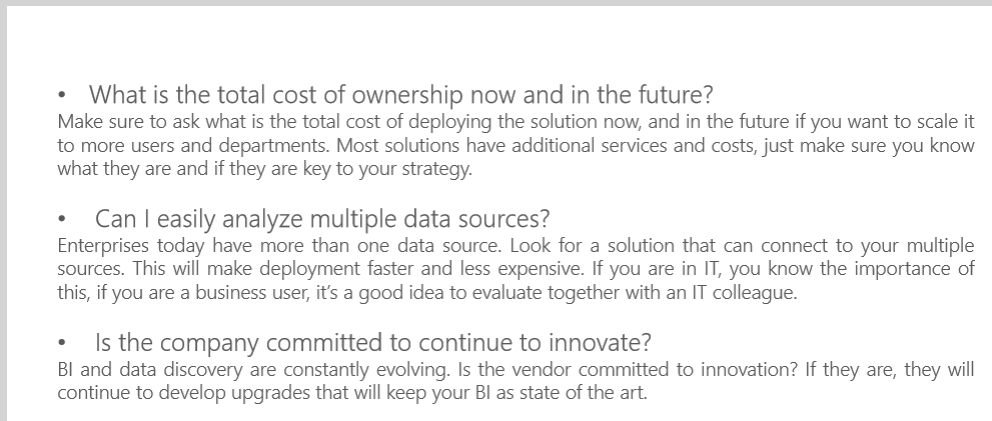 • What is the total cost of ownership now and in the future?
Make sure to ask what is the total cost of deploying the solution now, and in the future if you want to scale it
to more users and departments. Most solutions have additional services and costs, just make sure you know
what they are and if they are key to your strategy.
• Can I easily analyze multiple data sources?
Enterprises today have more than one data source. Look for a solution that can connect to your multiple
sources. This will make deployment faster and less expensive. If you are in IT, you know the importance of
this, if you are a business user, it’s a good idea to evaluate together with an IT colleague.
• Is the company committed to continue to innovate?
BI and data discovery are constantly evolving. Is the vendor committed to innovation? If they are, they will
continue to develop upgrades that will keep your BI as state of the art.